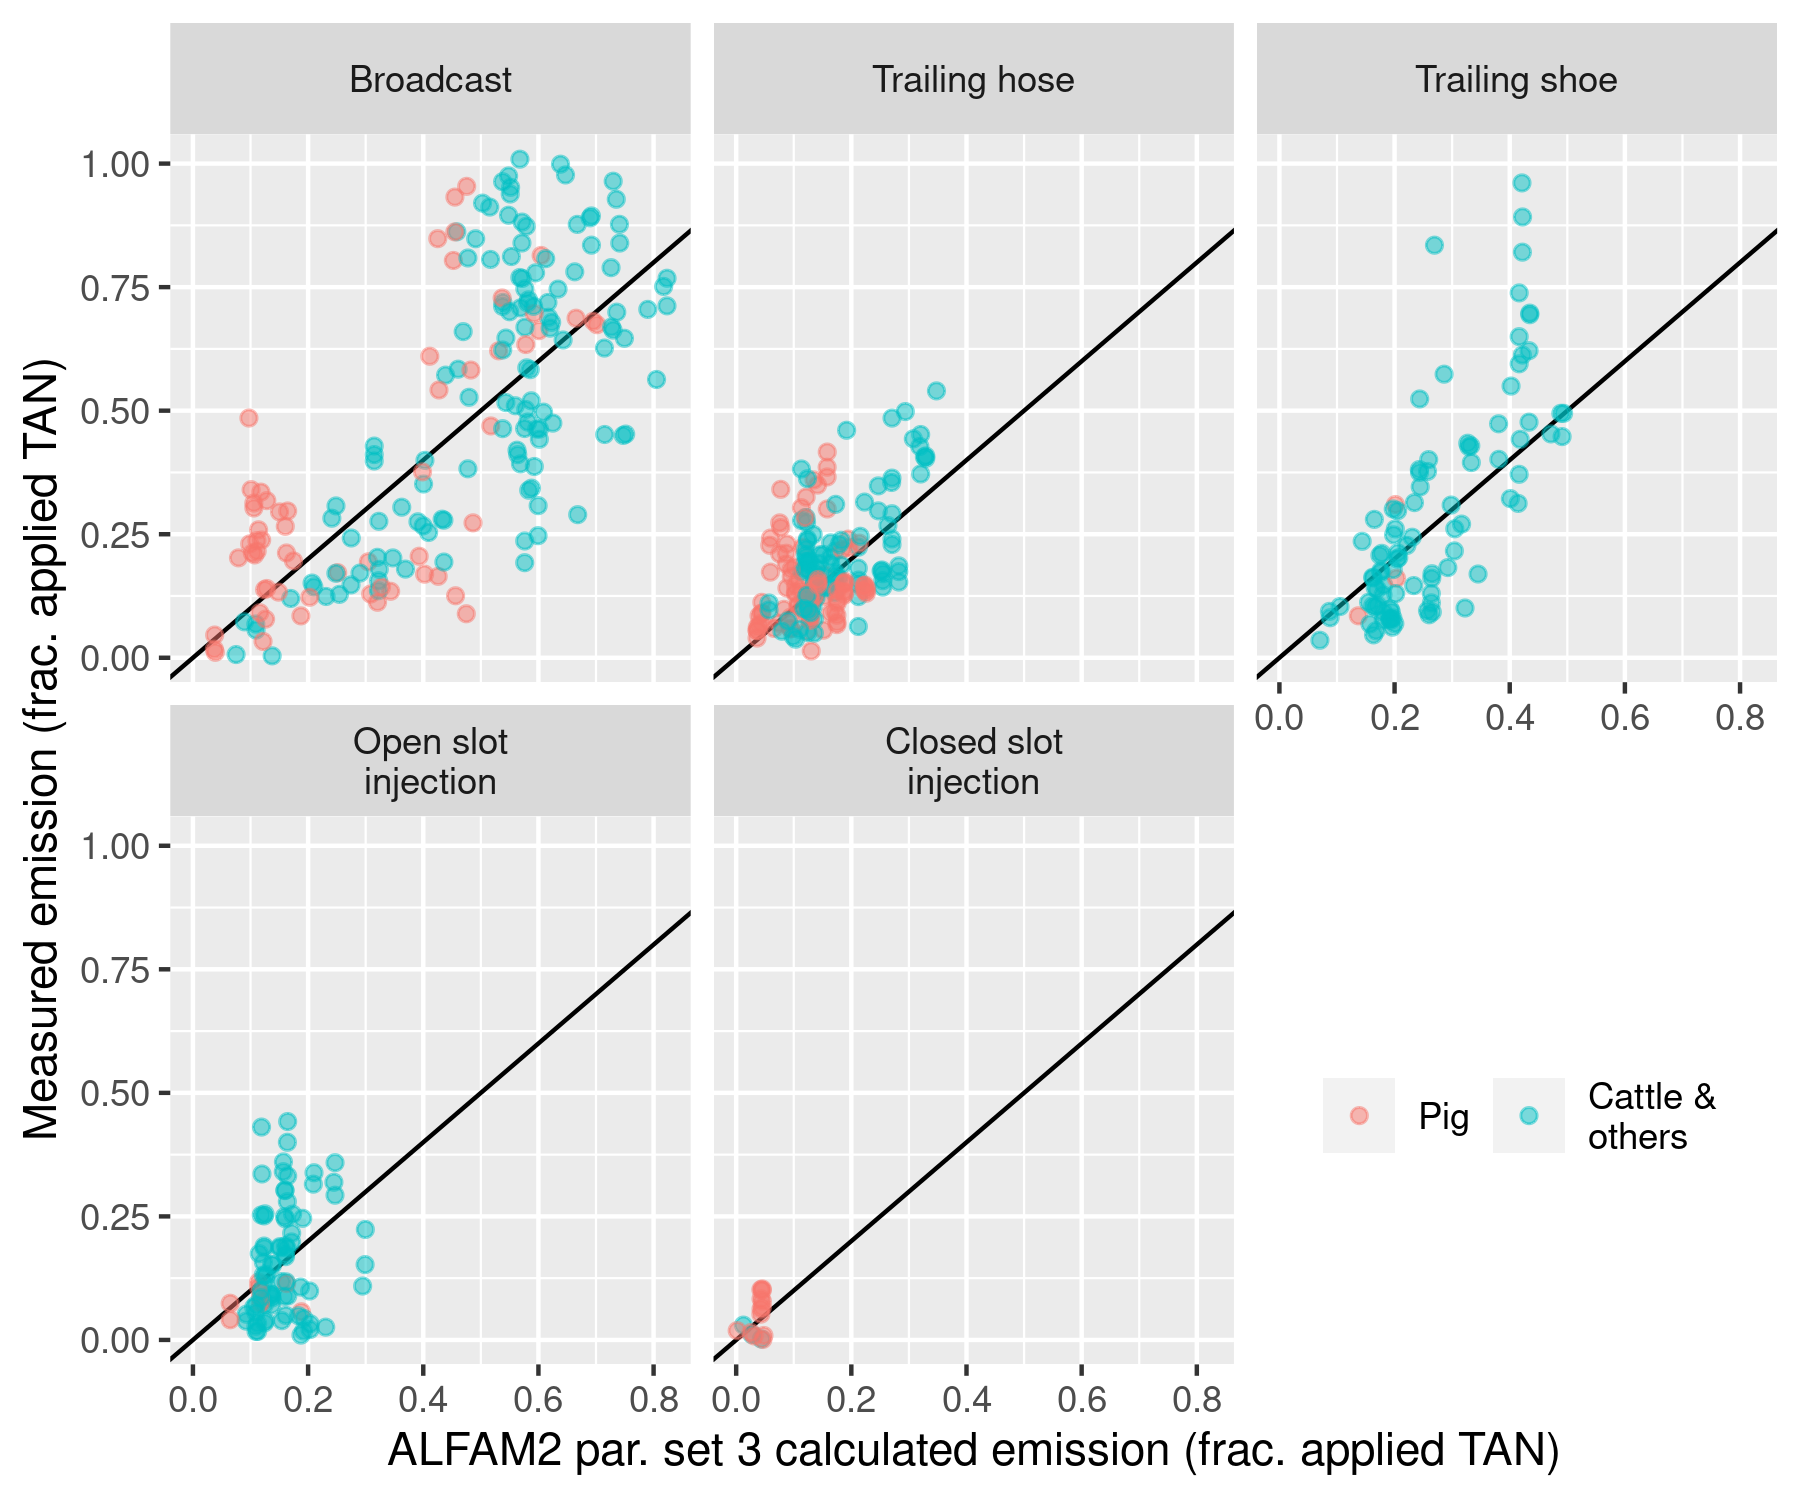 Broadcast
Trailing hose
Trailing shoe
1.00
0.75
0.50
0.25
0.00
0.0 0.2 0.4 0.6 0.8
Open slot
injection
Closed slot
injection
1.00
0.75
0.50
0.25
0.00
0.0 0.2 0.4 0.6 0.8
0.0 0.2 0.4 0.6 0.8
Pig
Cattle &
others
Measured emission (frac. applied TAN)
ALFAM2 par. set 3 calculated emission (frac. applied TAN)